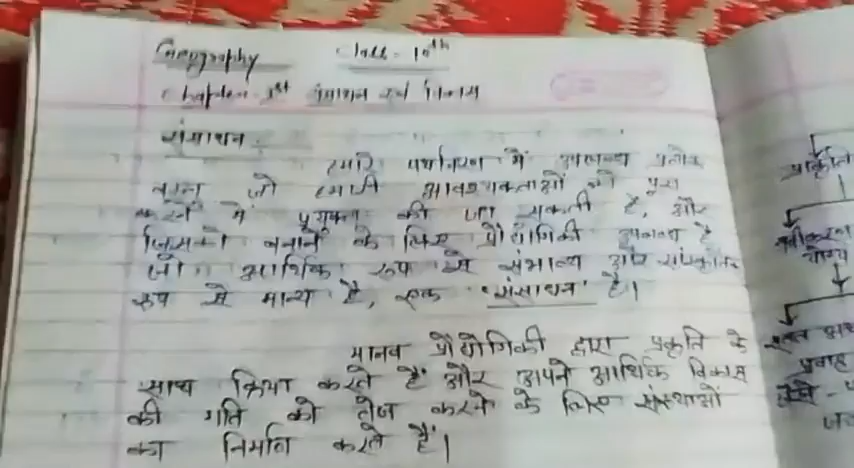 Geography Class - 10th
Chapter - 1st संसाधन एवं विकास
संसाधन
हमारे पर्यावरण में उपलब्ध प्रत्येक
वस्तु जो हमारी आवश्यकताओं को पूरा
करने में प्रयुक्त की जा सकती है, और
जिसको बनाने के लिए प्रौद्योगिकी उपलब्ध है
जो आर्थिक रूप से संभाव्य और सांस्कृतिक
रूप से मान्य है, एक 'संसाधन' है।
मानव प्रौद्योगिकी द्वारा प्रकृति के
साथ क्रिया करते हैं और अपने आर्थिक विकास
की गति को तेज करने के लिए संस्थाओं
का निर्माण करते हैं।
प्रवाह